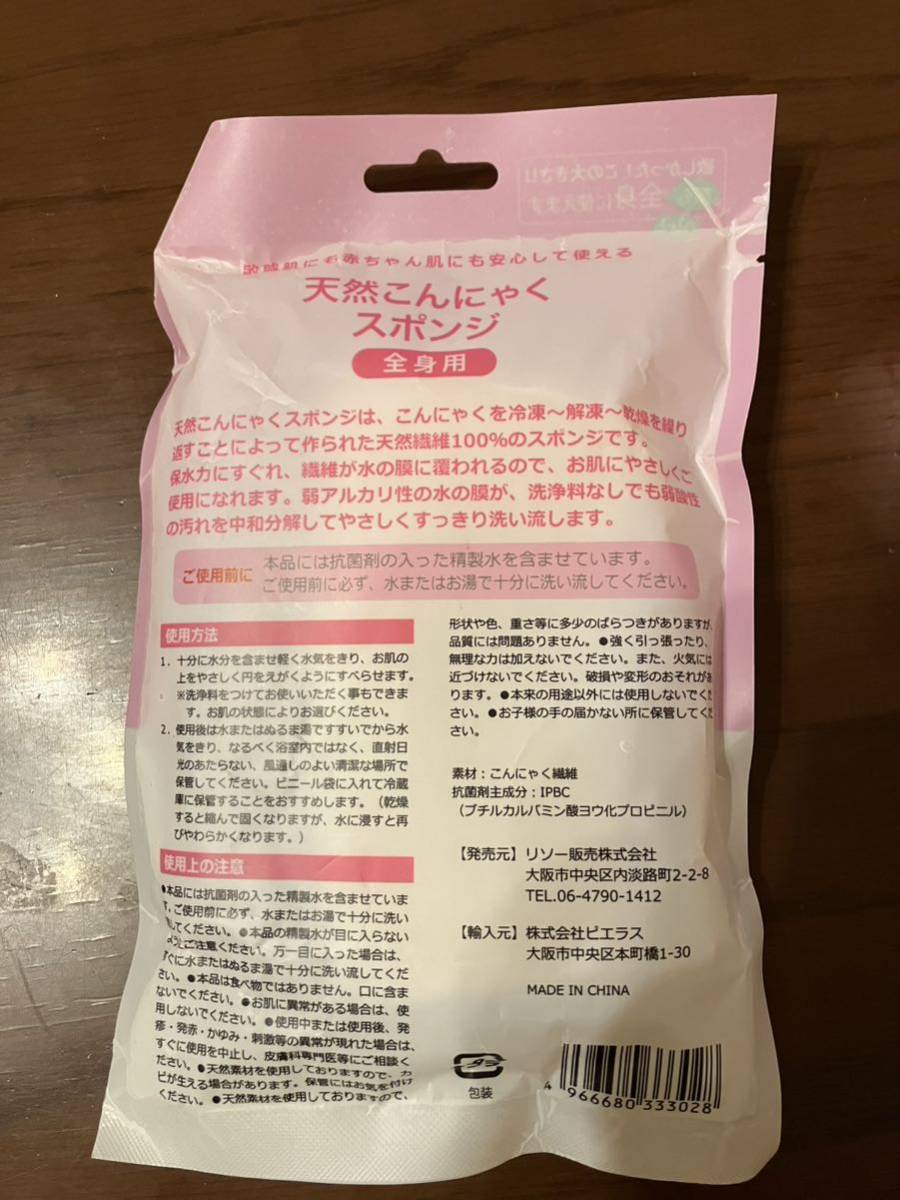 欲しかった!この大きさ!!
全身に使えます
敏感肌にも赤ちゃん肌にも安心して使える
天然こんにゃく
スポンジ
全身用
天然こんにゃくスポンジは、こんにゃくを冷凍〜解凍〜乾燥を繰り
返すことによって作られた天然繊維100%のスポンジです。
保水力にすぐれ、繊維が水の膜に覆われるので、お肌にやさしくご
使用になれます。弱アルカリ性の水の膜が、洗浄料なしでも弱酸性
の汚れを中和分解してやさしくすっきり洗い流します。
ご使用前に
本品には抗菌剤の入った精製水を含ませています。
ご使用前に必ず、水またはお湯で十分に洗い流してください。
使用方法
1. 十分に水分を含ませ軽く水気をきり、お肌の
上をやさしく円をえがくようにすべらせます。
※洗浄料をつけてお使いいただく事もできま
す。お肌の状態によりお選びください。
2. 使用後は水またはぬるま湯ですすいでから水
気をきり、なるべく浴室内ではなく、直射日
光のあたらない、風通しのよい清潔な場所で
保管してください。ビニール袋に入れて冷蔵
庫に保管することをおすすめします。(乾燥
すると縮んで固くなりますが、水に浸すと再
びやわらかくなります。)
使用上の注意
●本品には抗菌剤の入った精製水を含ませていま
す。ご使用前に必ず、水またはお湯で十分に洗い
流してください。●本品の精製水が目に入らない
ようにご注意ください。万一目に入った場合は、
すぐに水またはぬるま湯で十分に洗い流してくだ
さい。●本品は食べ物ではありません。口に含ま
ないでください。●お肌に異常がある場合は、使
用しないでください。●使用中または使用後、発
疹・発赤・かゆみ・刺激等の異常が現れた場合は、
すぐに使用を中止し、皮膚科専門医等にご相談く
ださい。●天然素材を使用しておりますので、カ
ビが生える場合があります。保管にはお気を付け
ください。●天然素材を使用しておりますので、
形状や色、重さ等に多少のばらつきがありますが、
品質には問題ありません。●強く引っ張ったり、
無理な力は加えないでください。また、火気には
近づけないでください。破損や変形のおそれがあ
ります。●本来の用途以外には使用しないでくだ
さい。●お子様の手の届かない所に保管してくだ
さい。
素材:こんにゃく繊維
抗菌剤主成分:IPBC
(ブチルカルバミン酸ヨウ化プロピニル)
【発売元】リソー販売株式会社
大阪市中央区内淡路町2-2-8
TEL.06-4790-1412
【輸入元】株式会社ピエラス
大阪市中央区本町橋1-30
MADE IN CHINA
プラ
包装
4 966680 333028